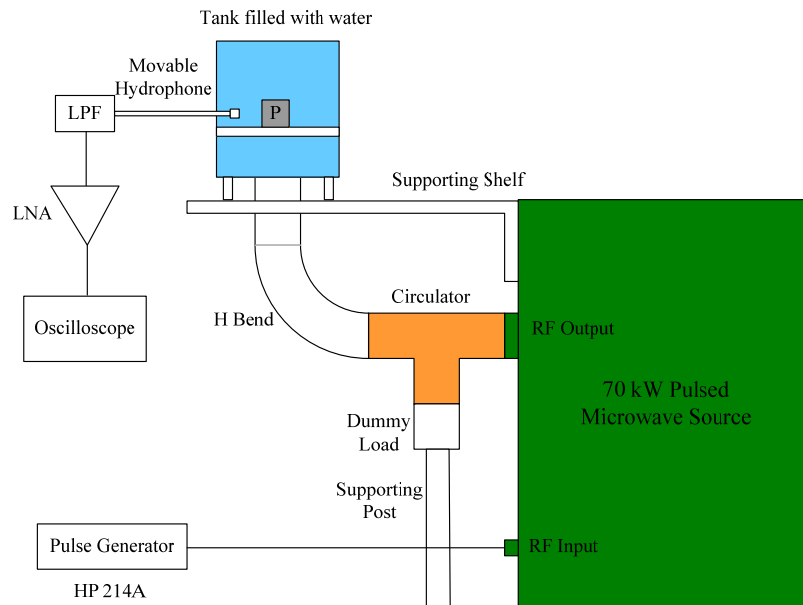 Tank filled with water
Movable
Hydrophone
LPF
P
Supporting Shelf
LNA
Circulator
H Bend
Oscilloscope
RF Output
70 kW Pulsed
Microwave Source
Dummy
Load
Supporting
Post
Pulse Generator
RF Input
HP 214A